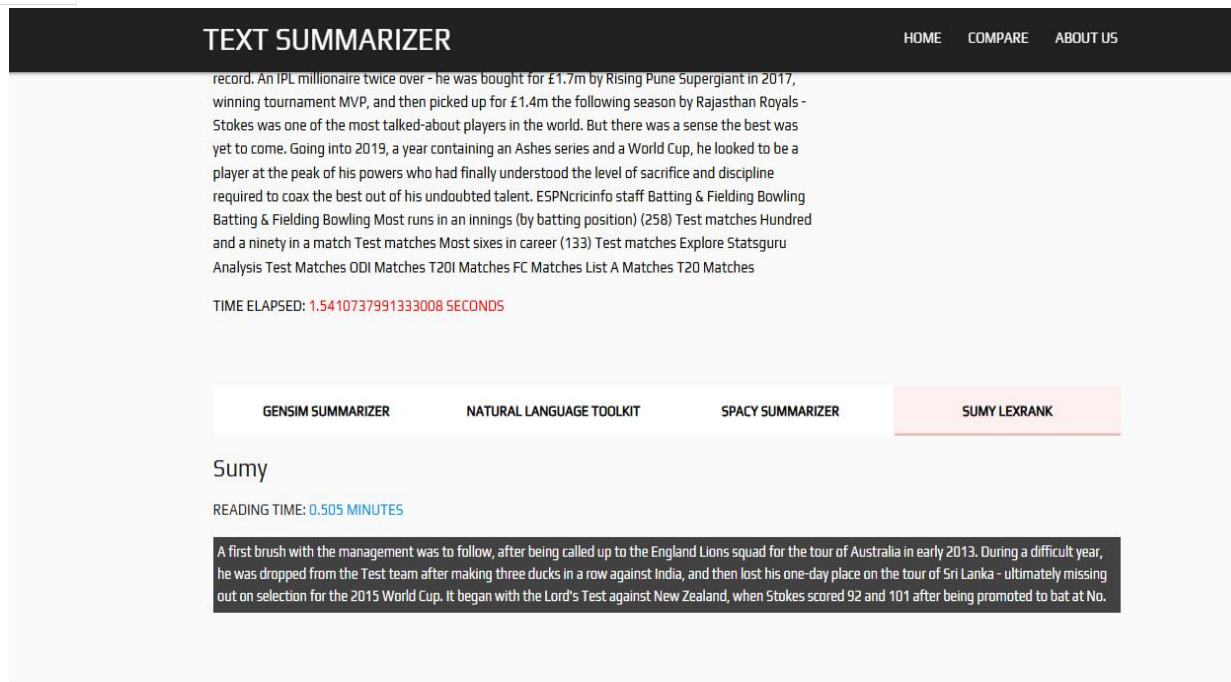 TEXT SUMMARIZER
HOME COMPARE ABOUT US
record. An IPL millionaire twice over - he was bought for £1.7m by Rising Pune Supergiant in 2017,
winning tournament MVP, and then picked up for £1.4m the following season by Rajasthan Royals -
Stokes was one of the most talked-about players in the world. But there was a sense the best was
yet to come. Going into 2019, a year containing an Ashes series and a World Cup, he looked to be a
player at the peak of his powers who had finally understood the level of sacrifice and discipline
required to coax the best out of his undoubted talent. ESPNcricinfo staff Batting & Fielding Bowling
Batting & Fielding Bowling Most runs in an innings (by batting position) (258) Test matches Hundred
and a ninety in a match Test matches Most sixes in career (133) Test matches Explore Statsguru
Analysis Test Matches ODI Matches T20I Matches FC Matches List A Matches T20 Matches
TIME ELAPSED: 1.5410737991333008 SECONDS
GENSIM SUMMARIZER NATURAL LANGUAGE TOOLKIT SPACY SUMMARIZER SUMY LEXRANK
Sumy
READING TIME: 0.505 MINUTES
A first brush with the management was to follow, after being called up to the England Lions squad for the tour of Australia in early 2013. During a difficult year,
he was dropped from the Test team after making three ducks in a row against India, and then lost his one-day place on the tour of Sri Lanka - ultimately missing
out on selection for the 2015 World Cup. It began with the Lord's Test against New Zealand, when Stokes scored 92 and 101 after being promoted to bat at No.